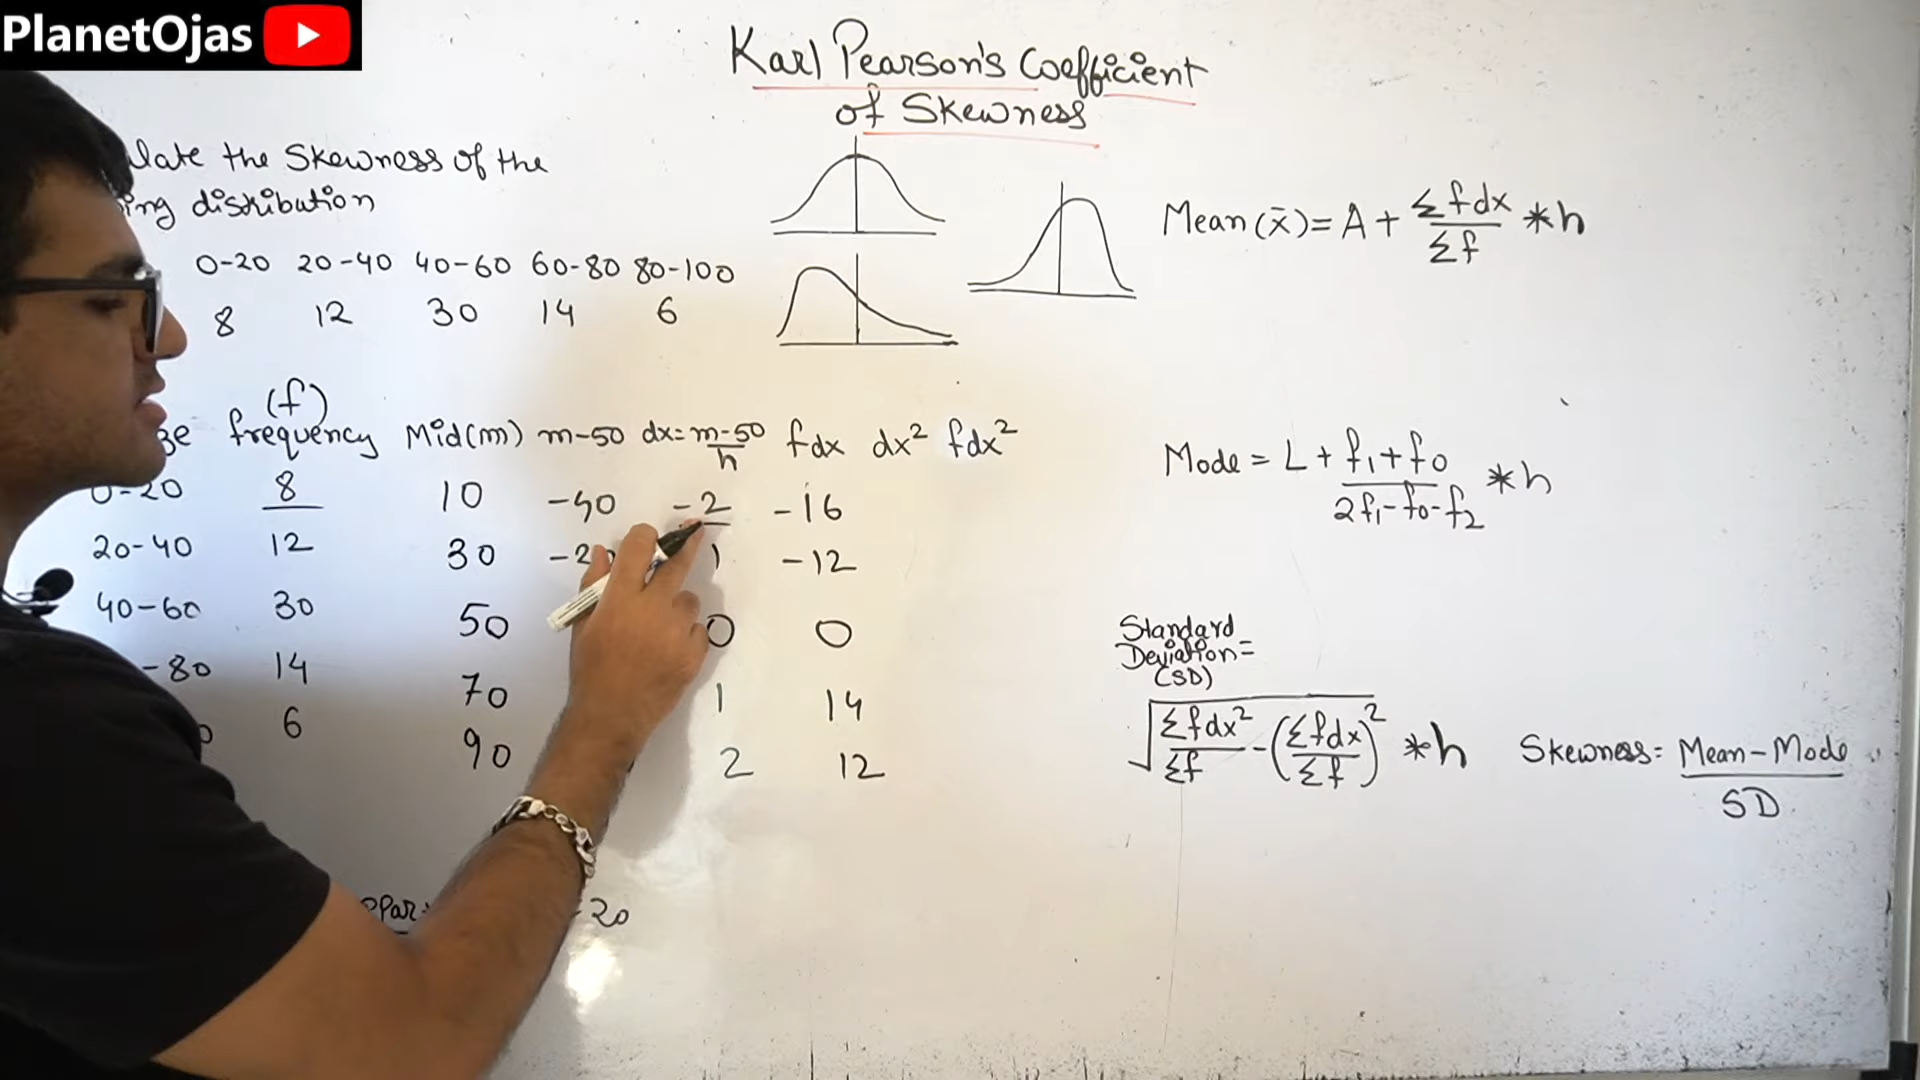 PlanetOjas
Karl Pearson's Coefficient
of Skewness
late the Skewness of the
ing distribution
0-20 20-40 40-60 60-80 80-100
8 12 30 14 6
Mean (x̄) = A + Σfdx/Σf * h
Mode = L + f₁+f₀/2f₁-f₀-f₂ * h
(f)
frequency Mid(m) m-50 dx=m-50/h fdx dx² fdx²
0-20 8 10 -40 -2 -16
20-40 12 30 1 -12
40-60 30 50 0 0
-80 14 70 1 14
6 90 2 12
20
Standard
Deviation =
(SD)
√Σfdx²/Σf - (Σfdx/Σf)² * h
Skewness = Mean-Mode/SD